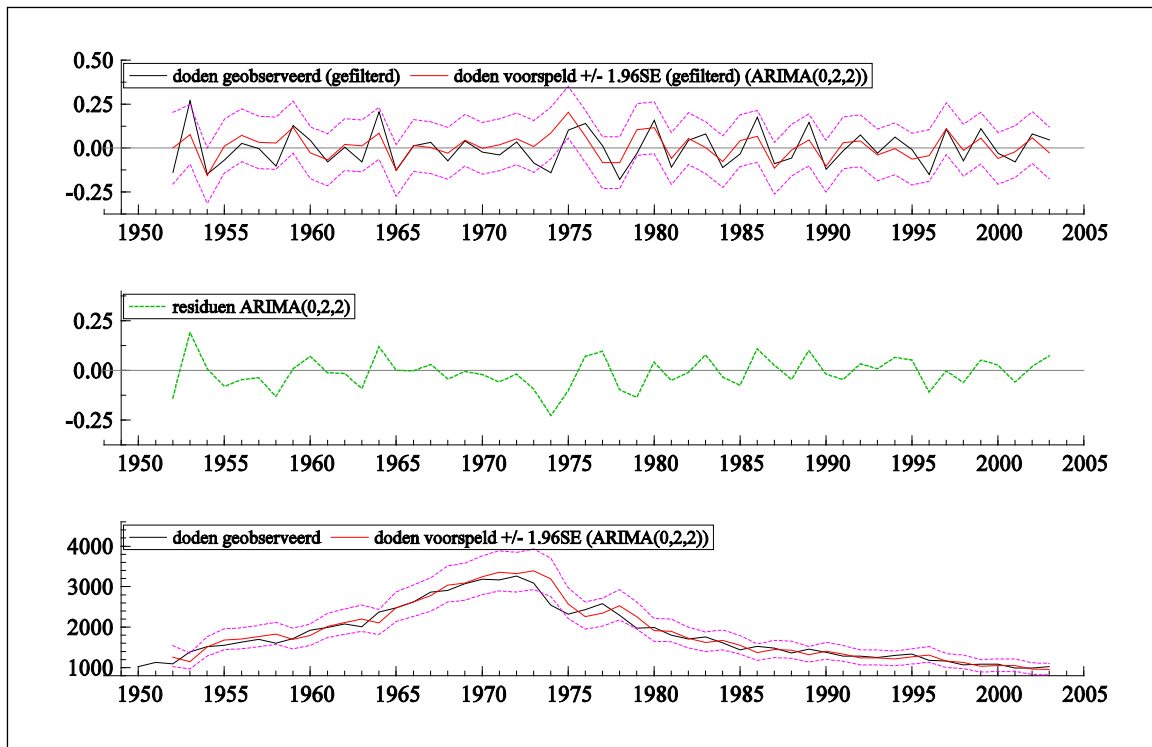 0.50
doden geobserveerd (gefilterd) doden voorspeld +/- 1.96SE (gefilterd) (ARIMA(0,2,2))
0.25
0.00
-0.25
1950 1955 1960 1965 1970 1975 1980 1985 1990 1995 2000 2005
residuen ARIMA(0,2,2)
0.25
0.00
-0.25
1950 1955 1960 1965 1970 1975 1980 1985 1990 1995 2000 2005
doden geobserveerd doden voorspeld +/- 1.96SE (ARIMA(0,2,2))
4000
3000
2000
1000
1950 1955 1960 1965 1970 1975 1980 1985 1990 1995 2000 2005